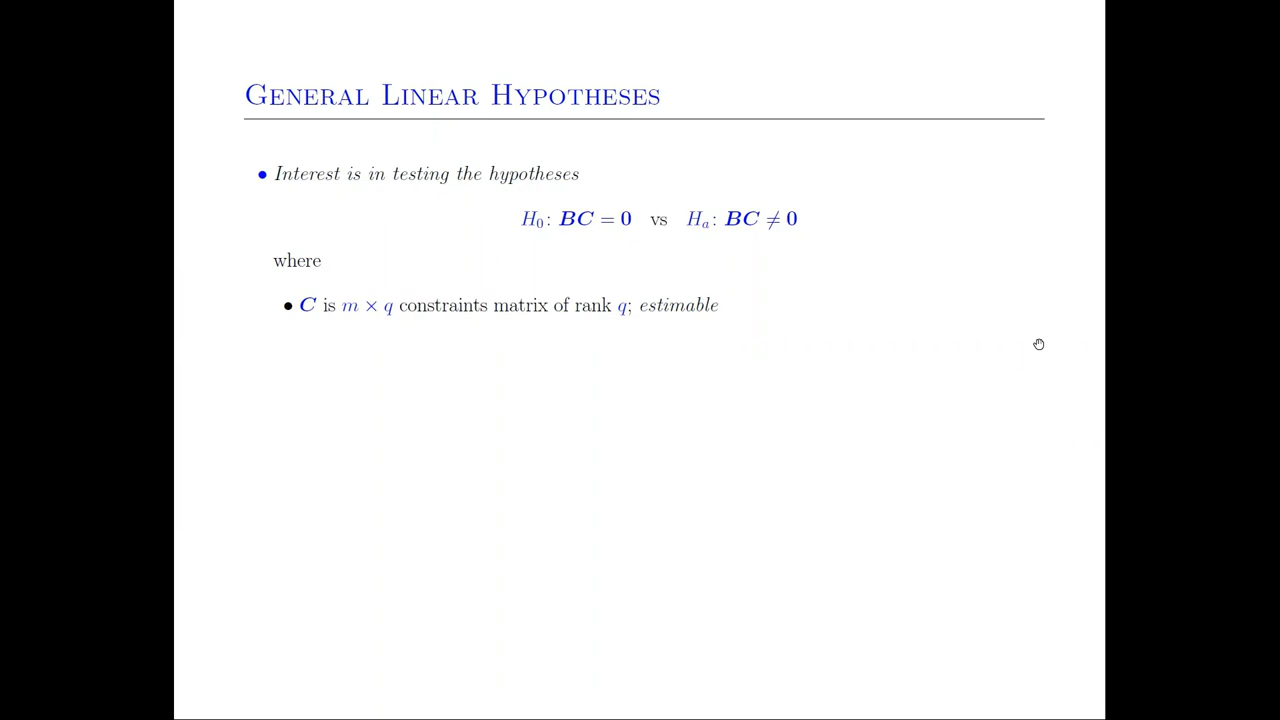 General Linear Hypotheses
• Interest is in testing the hypotheses
H₀: BC = 0 vs Hₐ: BC ≠ 0
where
• C is m × q constraints matrix of rank q; estimable